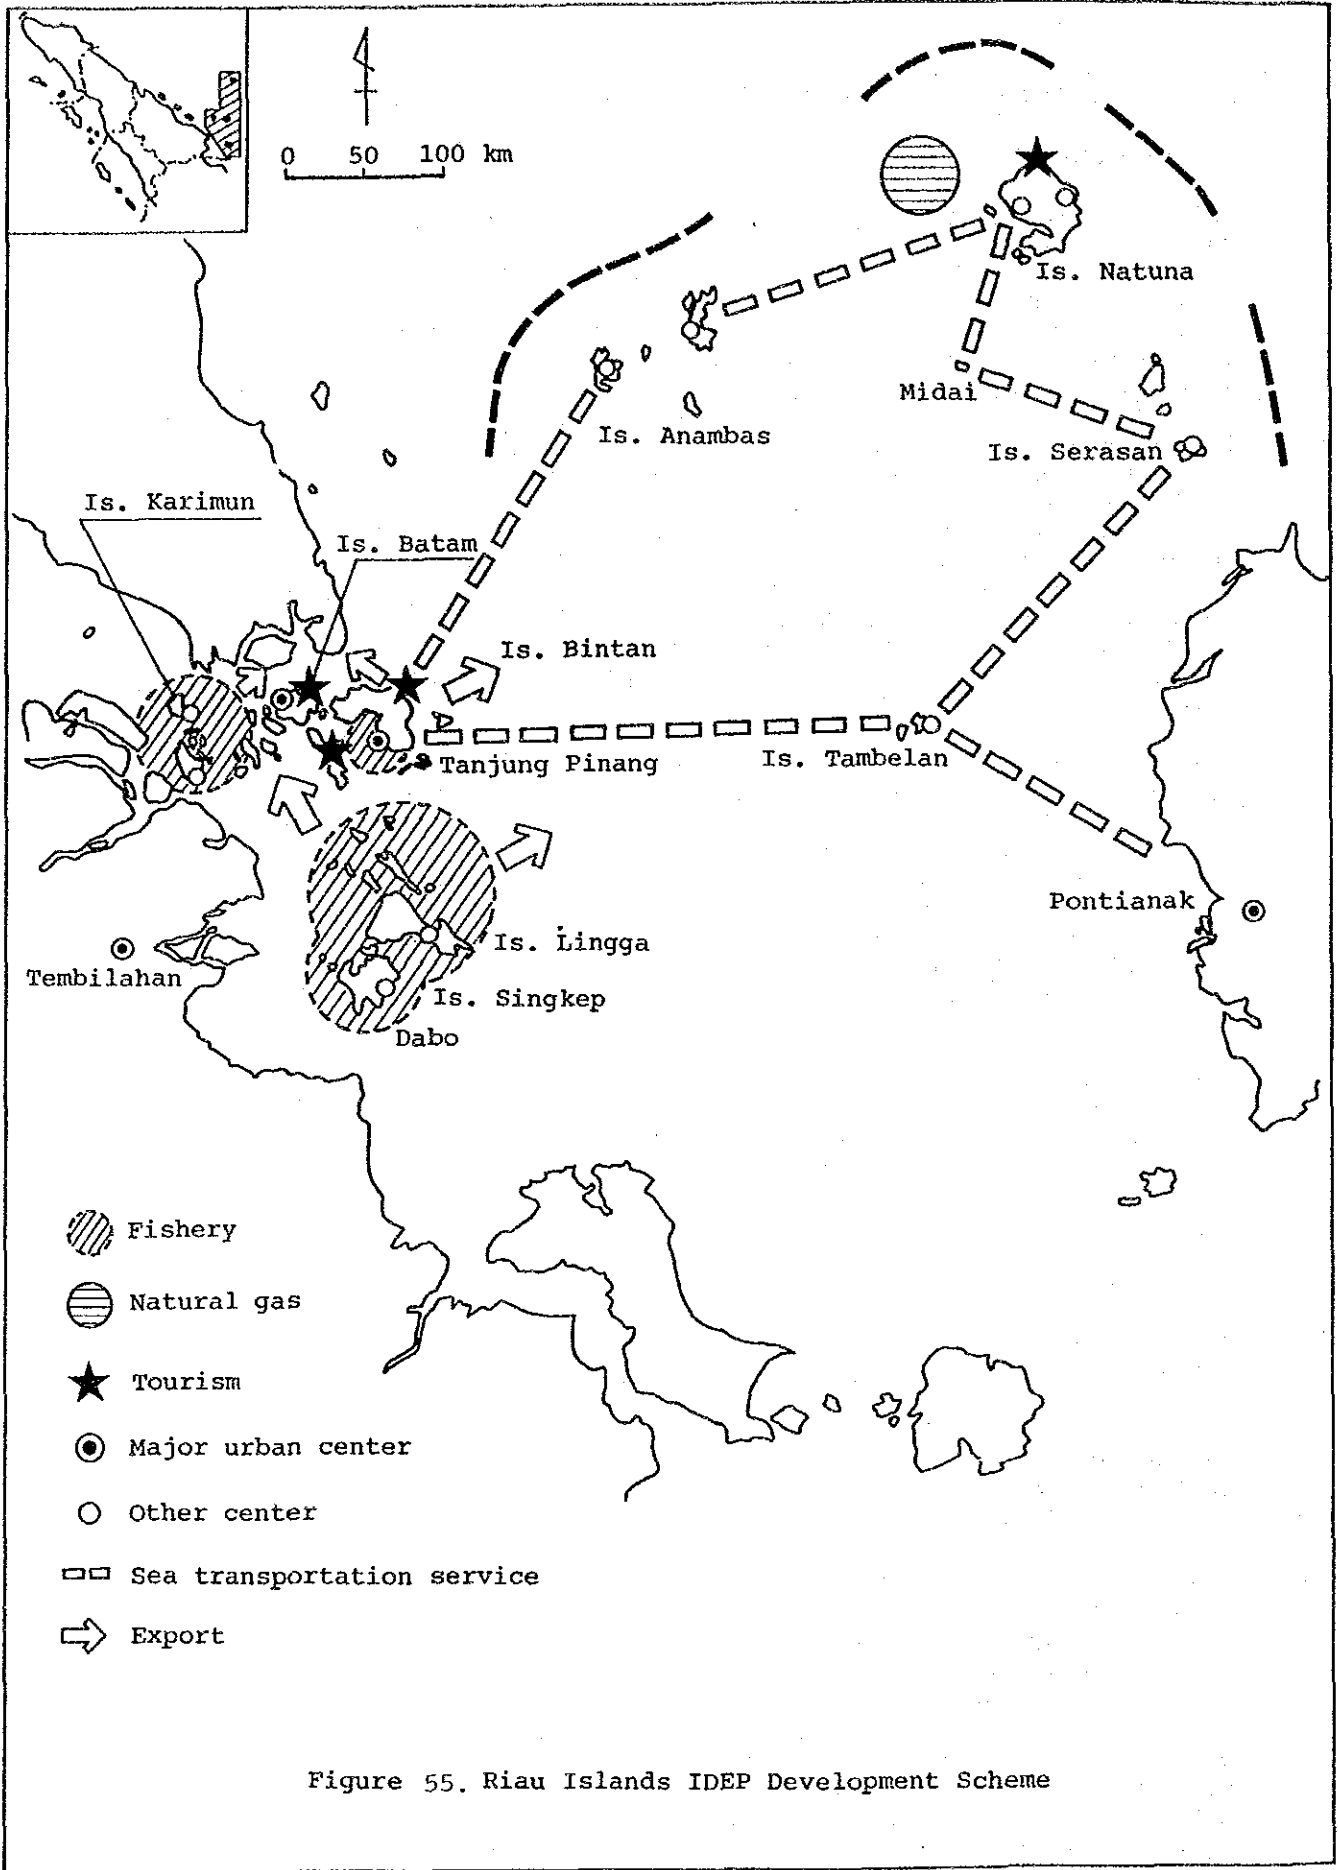 0 50 100 km
Is. Natuna
Midai
Is. Anambas
Is. Serasan
Is. Karimun
Is. Batam
Is. Bintan
Tanjung Pinang
Is. Tambelan
Pontianak
Is. Lingga
Tembilahan
Is. Singkep
Dabo
Fishery
Natural gas
Tourism
Major urban center
Other center
Sea transportation service
Export
Figure 55. Riau Islands IDEP Development Scheme